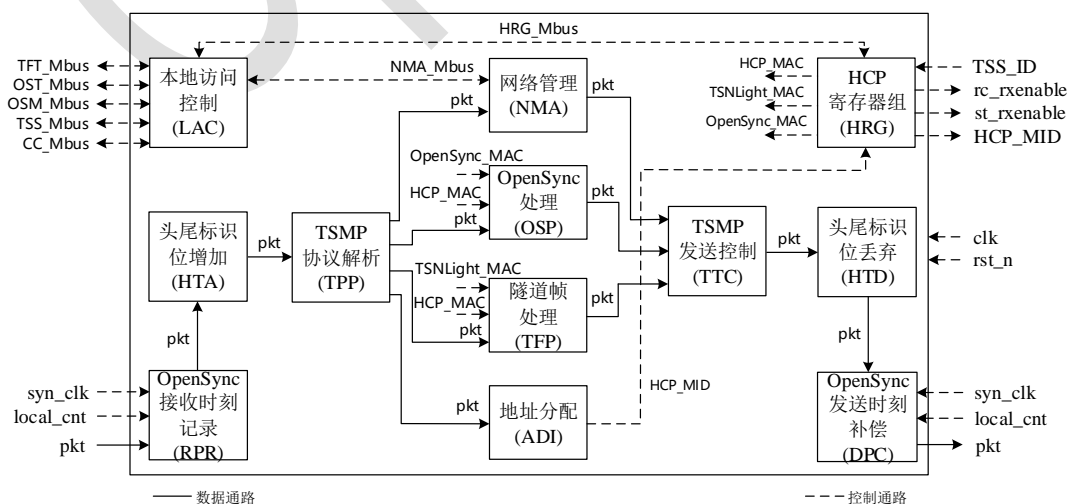 HRG_Mbus
TFT_Mbus
OST_Mbus
OSM_Mbus
TSS_Mbus
CC_Mbus
本地访问
控制
(LAC)
NMA_Mbus
pkt
网络管理
(NMA)
pkt
HCP_MAC
TSNLight_MAC
OpenSync_MAC
HCP
寄存器组
(HRG)
TSS_ID
rc_rxenable
st_rxenable
HCP_MID
OpenSync_MAC
HCP_MAC
pkt
OpenSync
处理
(OSP)
pkt
头尾标识
位增加
(HTA)
pkt
TSMP
协议解析
(TPP)
TSNLight_MAC
HCP_MAC
pkt
隧道帧
处理
(TFP)
pkt
TSMP
发送控制
(TTC)
pkt
头尾标识
位丢弃
(HTD)
clk
rst_n
pkt
pkt
syn_clk
local_cnt
pkt
OpenSync
接收时刻
记录
(RPR)
pkt
地址分配
(ADI)
HCP_MID
OpenSync
发送时刻
补偿
(DPC)
syn_clk
local_cnt
pkt
数据通路
控制通路